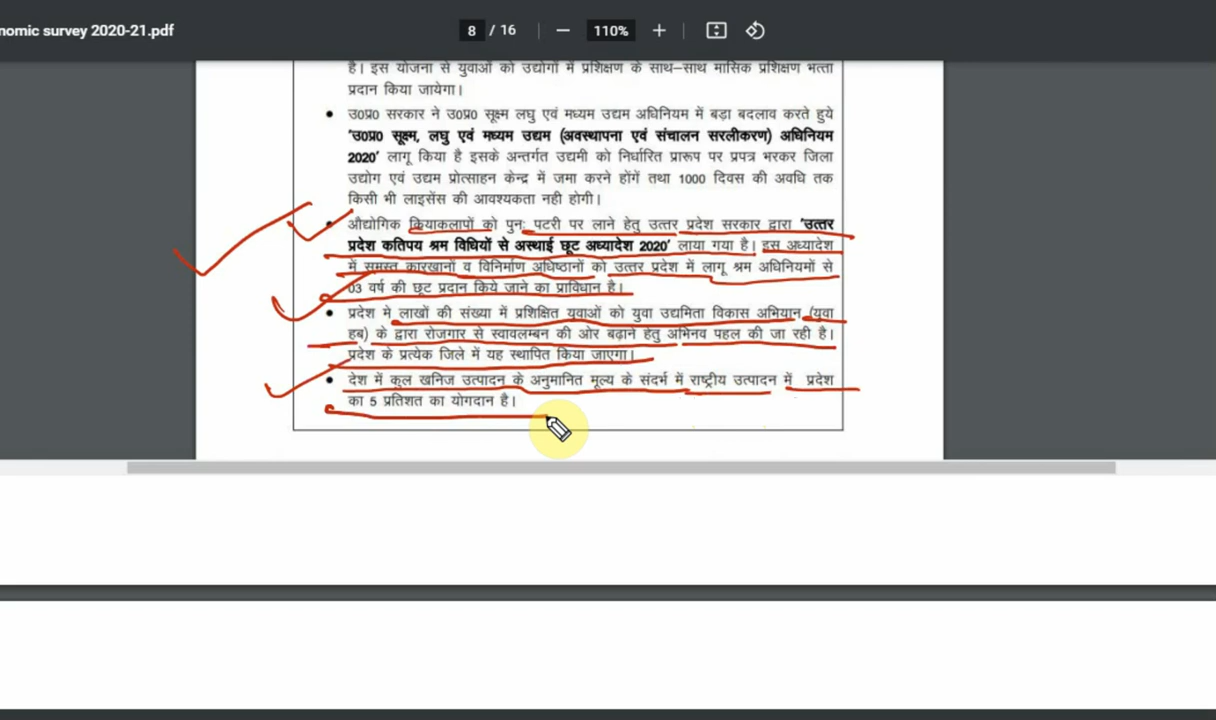 nomic survey 2020-21.pdf
8 / 16
110%
है। इस योजना से युवाओं को उद्योगों में प्रशिक्षण के साथ–साथ मासिक प्रशिक्षण भत्ता
प्रदान किया जायेगा।
• उ0प्र0 सरकार ने उ0प्र0 सूक्ष्म लघु एवं मध्यम उद्यम अधिनियम में बड़ा बदलाव करते हुये
'उ0प्र0 सूक्ष्म, लघु एवं मध्यम उद्यम (अवस्थापना एवं संचालन सरलीकरण) अधिनियम
2020' लागू किया है इसके अन्तर्गत उद्यमी को निर्धारित प्रारूप पर प्रपत्र भरकर जिला
उद्योग एवं उद्यम प्रोत्साहन केन्द्र में जमा करने होंगें तथा 1000 दिवस की अवधि तक
किसी भी लाइसेंस की आवश्यकता नही होगी।
• औद्योगिक क्रियाकलापों को पुनः पटरी पर लाने हेतु उत्तर प्रदेश सरकार द्वारा 'उत्तर
प्रदेश कतिपय श्रम विधियों से अस्थाई छूट अध्यादेश 2020' लाया गया है। इस अध्यादेश
में समस्त कारखानों व विनिर्माण अधिष्ठानों को उत्तर प्रदेश में लागू श्रम अधिनियमों से
03 वर्ष की छूट प्रदान किये जाने का प्राविधान है।
• प्रदेश मे लाखों की संख्या में प्रशिक्षित युवाओं को युवा उद्यमिता विकास अभियान (युवा
हब) के द्वारा रोजगार से स्वावलम्बन की ओर बढ़ाने हेतु अभिनव पहल की जा रही है।
प्रदेश के प्रत्येक जिले में यह स्थापित किया जाएगा।
• देश में कुल खनिज उत्पादन के अनुमानित मूल्य के संदर्भ में राष्ट्रीय उत्पादन में प्रदेश
का 5 प्रतिशत का योगदान है।